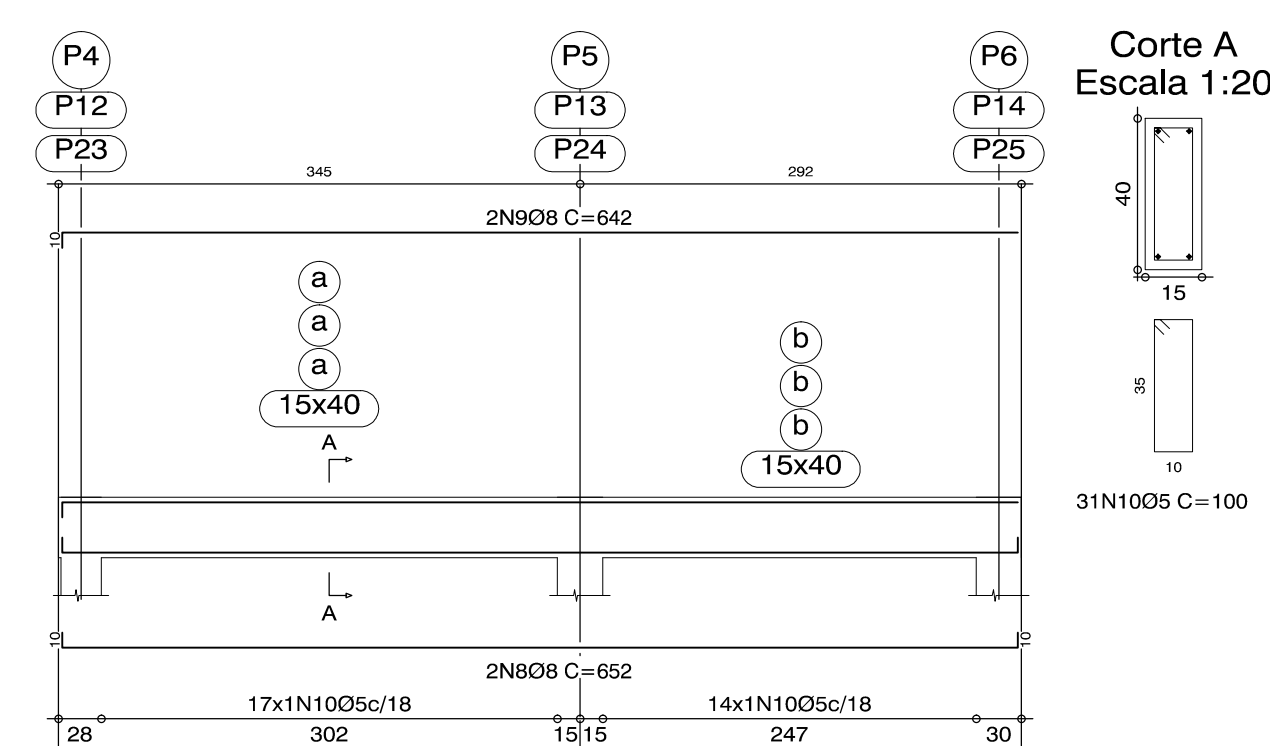 P4 P5 P6
P12 P13 P14
P23 P24 P25
345 292
2N9Ø8 C=642
10
a
a
a
15x40
b
b
b
15x40
A
A
10 10
2N8Ø8 C=652
17x1N10Ø5c/18 14x1N10Ø5c/18
28 302 15 15 247 30
Corte A
Escala 1:20
40
15
35
10
31N10Ø5 C=100